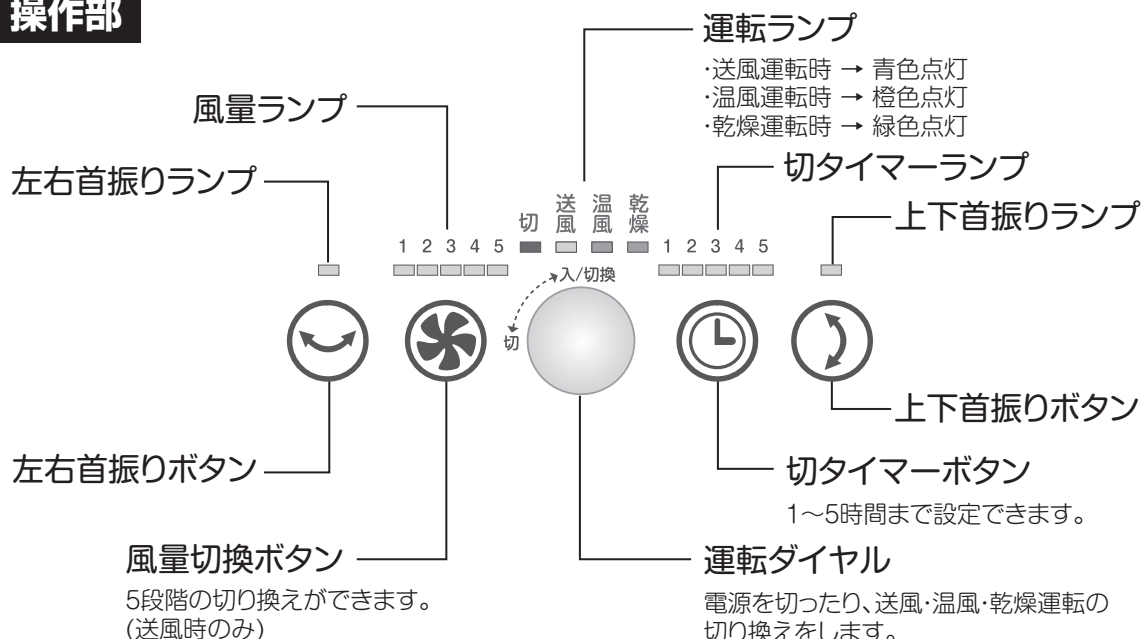 操作部
運転ランプ
・送風運転時 → 青色点灯
・温風運転時 → 橙色点灯
・乾燥運転時 → 緑色点灯
風量ランプ
切タイマーランプ
左右首振りランプ
上下首振りランプ
切 送風 温風 乾燥
1 2 3 4 5
1 2 3 4 5
入/切換
切
左右首振りボタン
上下首振りボタン
切タイマーボタン
1〜5時間まで設定できます。
風量切換ボタン
5段階の切り換えができます。
(送風時のみ)
運転ダイヤル
電源を切ったり、送風・温風・乾燥運転の
切り換えをします。